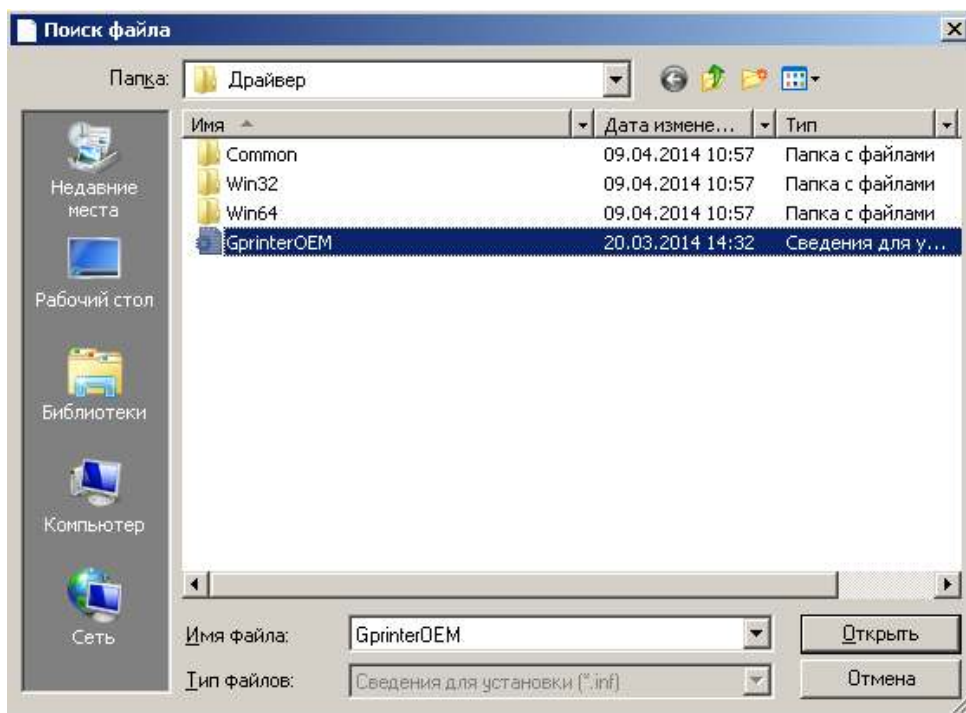 Поиск файла
Папка: Драйвер
Имя Дата измене... Тип
Common 09.04.2014 10:57 Папка с файлами
Win32 09.04.2014 10:57 Папка с файлами
Win64 09.04.2014 10:57 Папка с файлами
GprinterOEM 20.03.2014 14:32 Сведения для у...
Недавние
места
Рабочий стол
Библиотеки
Компьютер
Сеть
Имя файла: GprinterOEM Открыть
Тип файлов: Сведения для установки (*.inf) Отмена